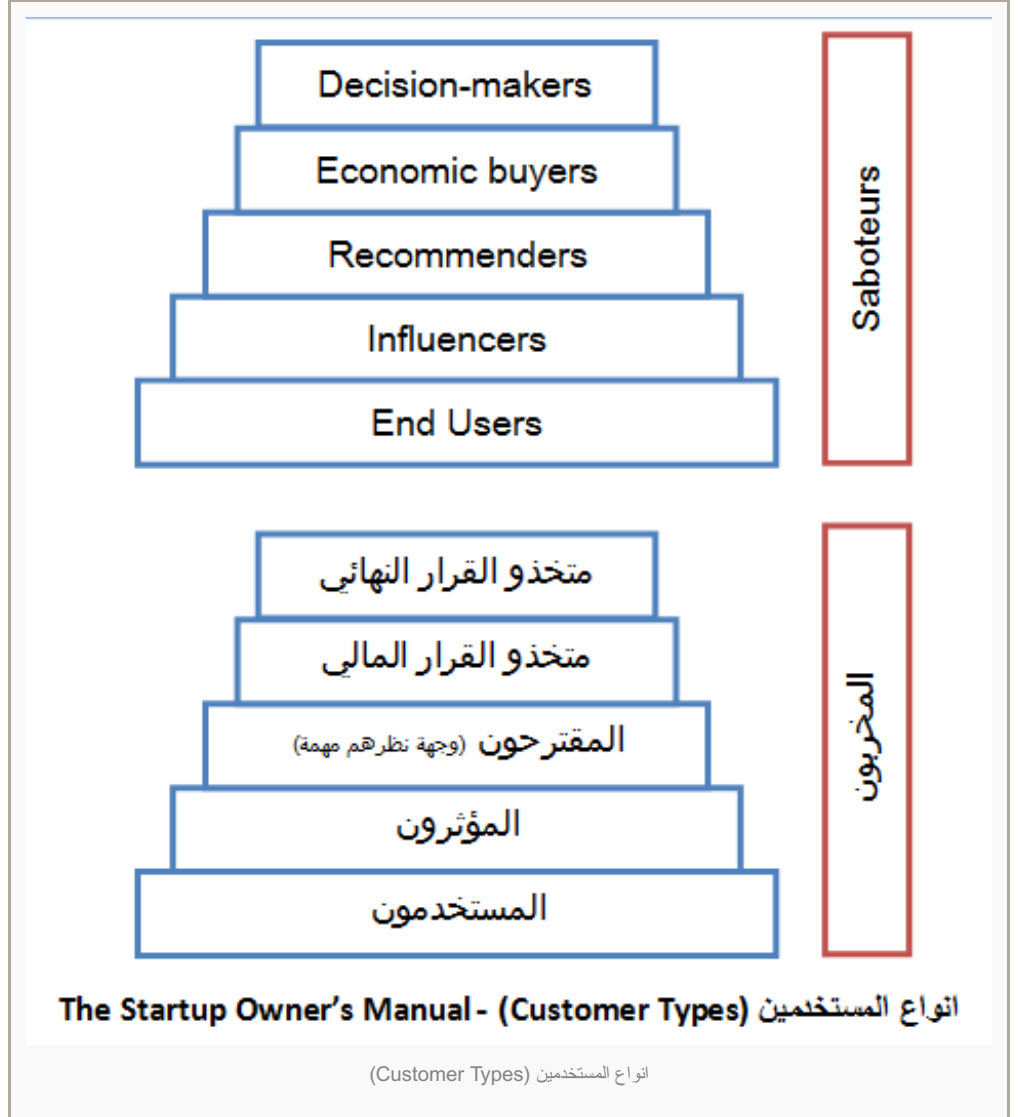 Decision-makers
Economic buyers
Recommenders
Influencers
End Users
Saboteurs
متخذو القرار النهائي
متخذو القرار المالي
المقترحون (وجهة نظرهم مهمة)
المؤثرون
المستخدمون
المخربون
The Startup Owner's Manual - (Customer Types) انواع المستخدمين
انواع المستخدمين (Customer Types)